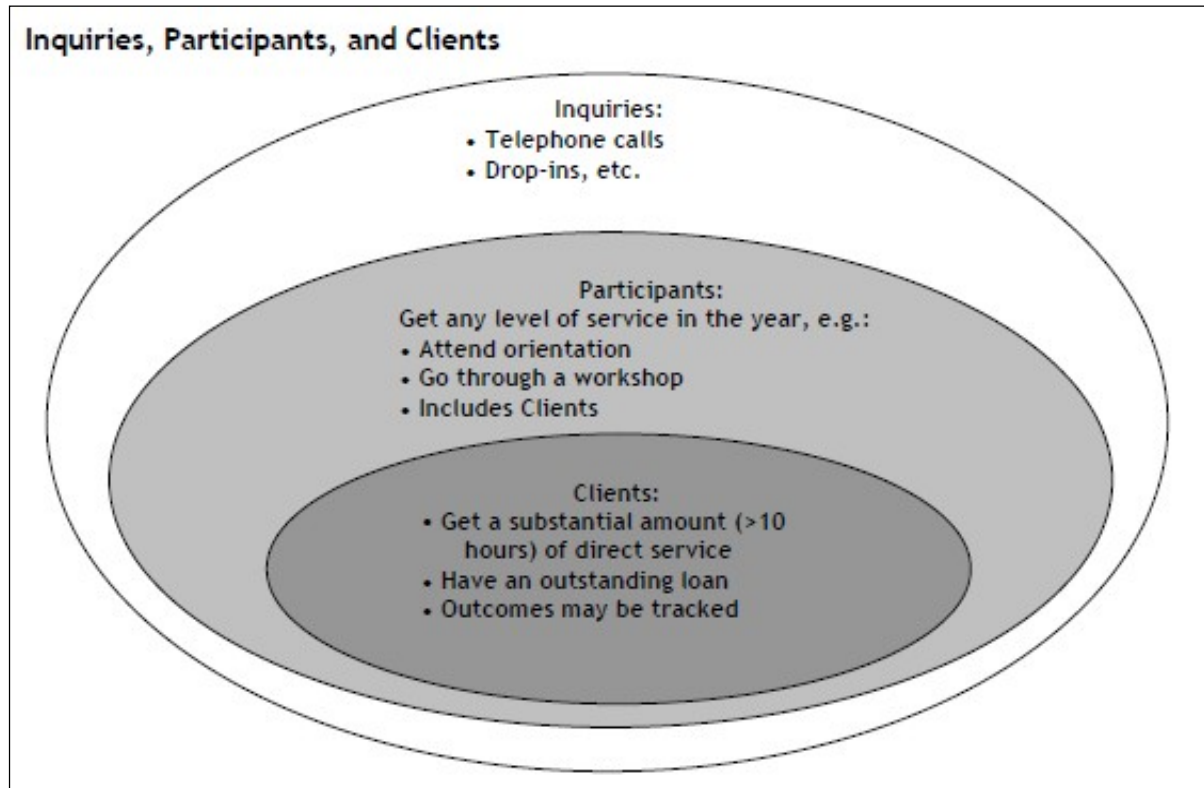 Inquiries, Participants, and Clients
Inquiries:
• Telephone calls
• Drop-ins, etc.
Participants:
Get any level of service in the year, e.g.:
• Attend orientation
• Go through a workshop
• Includes Clients
Clients:
• Get a substantial amount (>10
hours) of direct service
• Have an outstanding loan
• Outcomes may be tracked